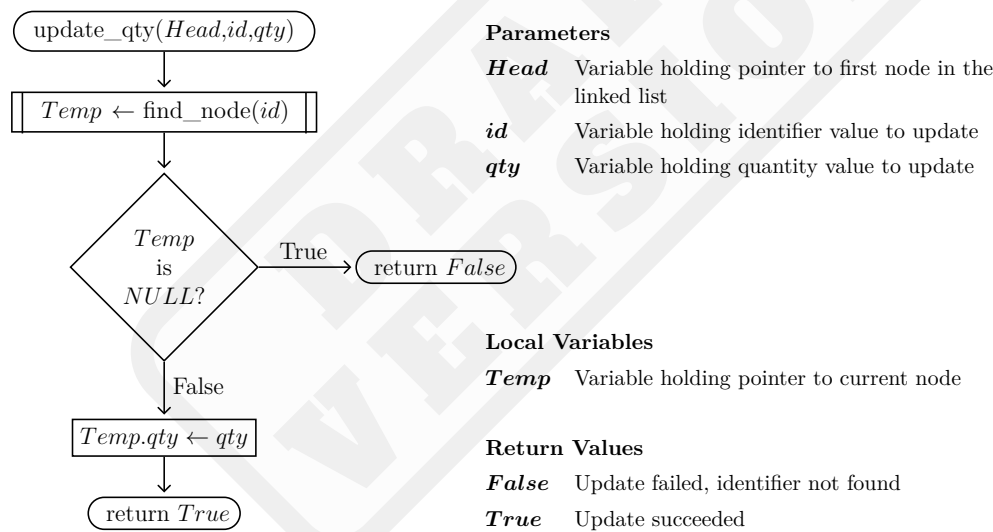 update_qty(Head,id,qty)
Temp ← find_node(id)
Temp
is
NULL?
True
return False
False
Temp.qty ← qty
return True
Parameters
Head Variable holding pointer to first node in the
linked list
id Variable holding identifier value to update
qty Variable holding quantity value to update
Local Variables
Temp Variable holding pointer to current node
Return Values
False Update failed, identifier not found
True Update succeeded
DRAFT
VERSION